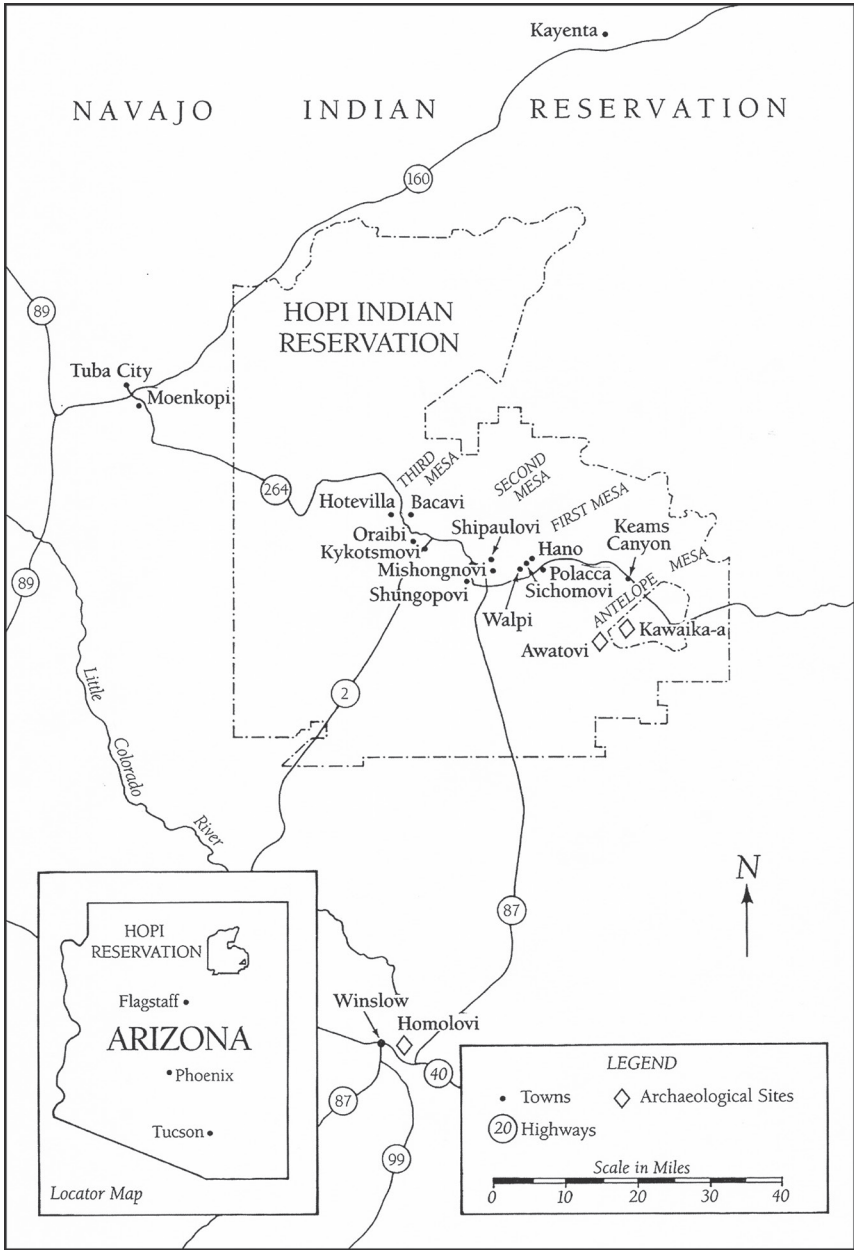 Kayenta
NAVAJO INDIAN RESERVATION
160
HOPI INDIAN
RESERVATION
89
Tuba City
Moenkopi
THIRD
MESA
SECOND
MESA
264
FIRST MESA
Hotevilla
Bacavi
Shipaulovi
Keams
Canyon
Oraibi
Hano
Kykotsmovi
ANTELOPE MESA
Mishongnovi
Polacca
89
Shungopovi
Sichomovi
Walpi
Kawaika-a
Awatovi
2
Little
Colorado
River
N
87
HOPI
RESERVATION
Flagstaff
ARIZONA
Phoenix
Tucson
Locator Map
Winslow
Homolovi
40
87
99
LEGEND
Towns
Archaeological Sites
20 Highways
Scale in Miles
0 10 20 30 40